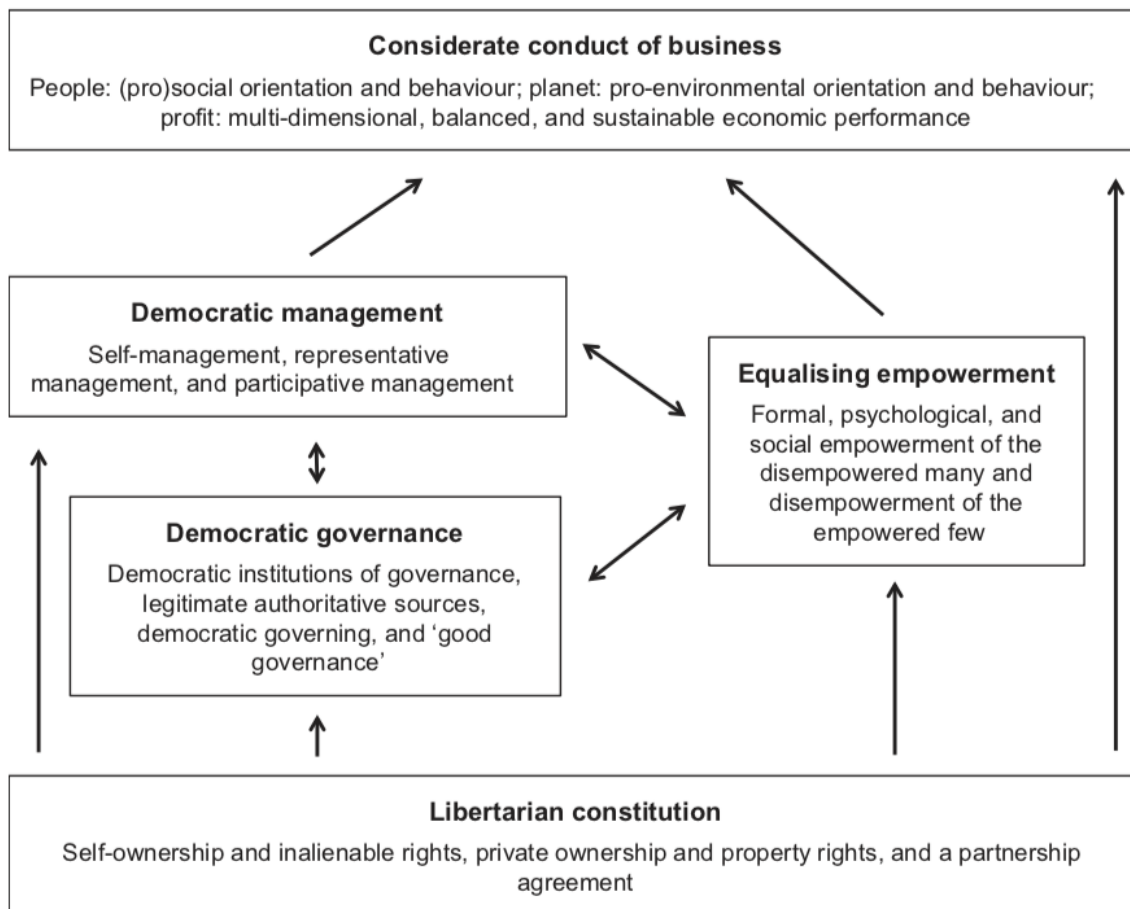 Considerate conduct of business
People: (pro)social orientation and behaviour; planet: pro-environmental orientation and behaviour;
profit: multi-dimensional, balanced, and sustainable economic performance
Democratic management
Self-management, representative
management, and participative management
Equalising empowerment
Formal, psychological, and
social empowerment of the
disempowered many and
disempowerment of the
empowered few
Democratic governance
Democratic institutions of governance,
legitimate authoritative sources,
democratic governing, and ‘good
governance’
Libertarian constitution
Self-ownership and inalienable rights, private ownership and property rights, and a partnership
agreement